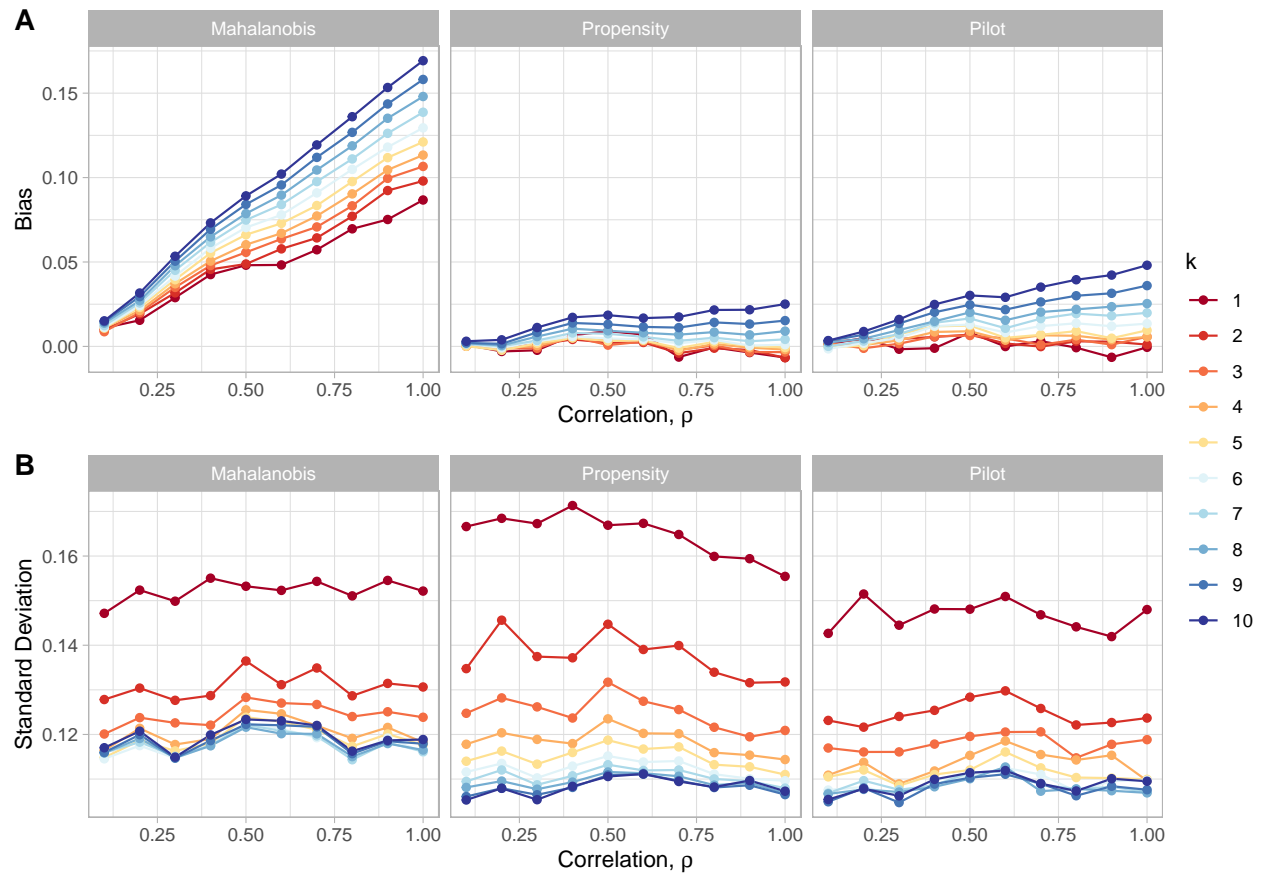 A
Mahalanobis
Propensity
Pilot
Bias
0.15
0.10
0.05
0.00
0.25 0.50 0.75 1.00
0.25 0.50 0.75 1.00
0.25 0.50 0.75 1.00
Correlation, ρ
B
Mahalanobis
Propensity
Pilot
Standard Deviation
0.16
0.14
0.12
0.25 0.50 0.75 1.00
0.25 0.50 0.75 1.00
0.25 0.50 0.75 1.00
Correlation, ρ
k
1
2
3
4
5
6
7
8
9
10